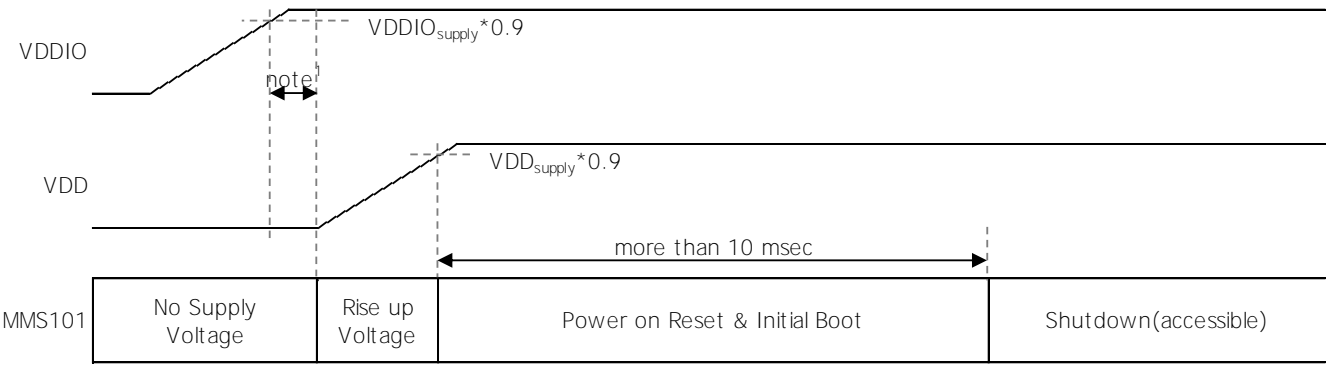 VDDIOsupply*0.9
VDDIO
note1
VDDsupply*0.9
VDD
more than 10 msec
MMS101
No Supply
Voltage
Rise up
Voltage
Power on Reset & Initial Boot
Shutdown(accessible)